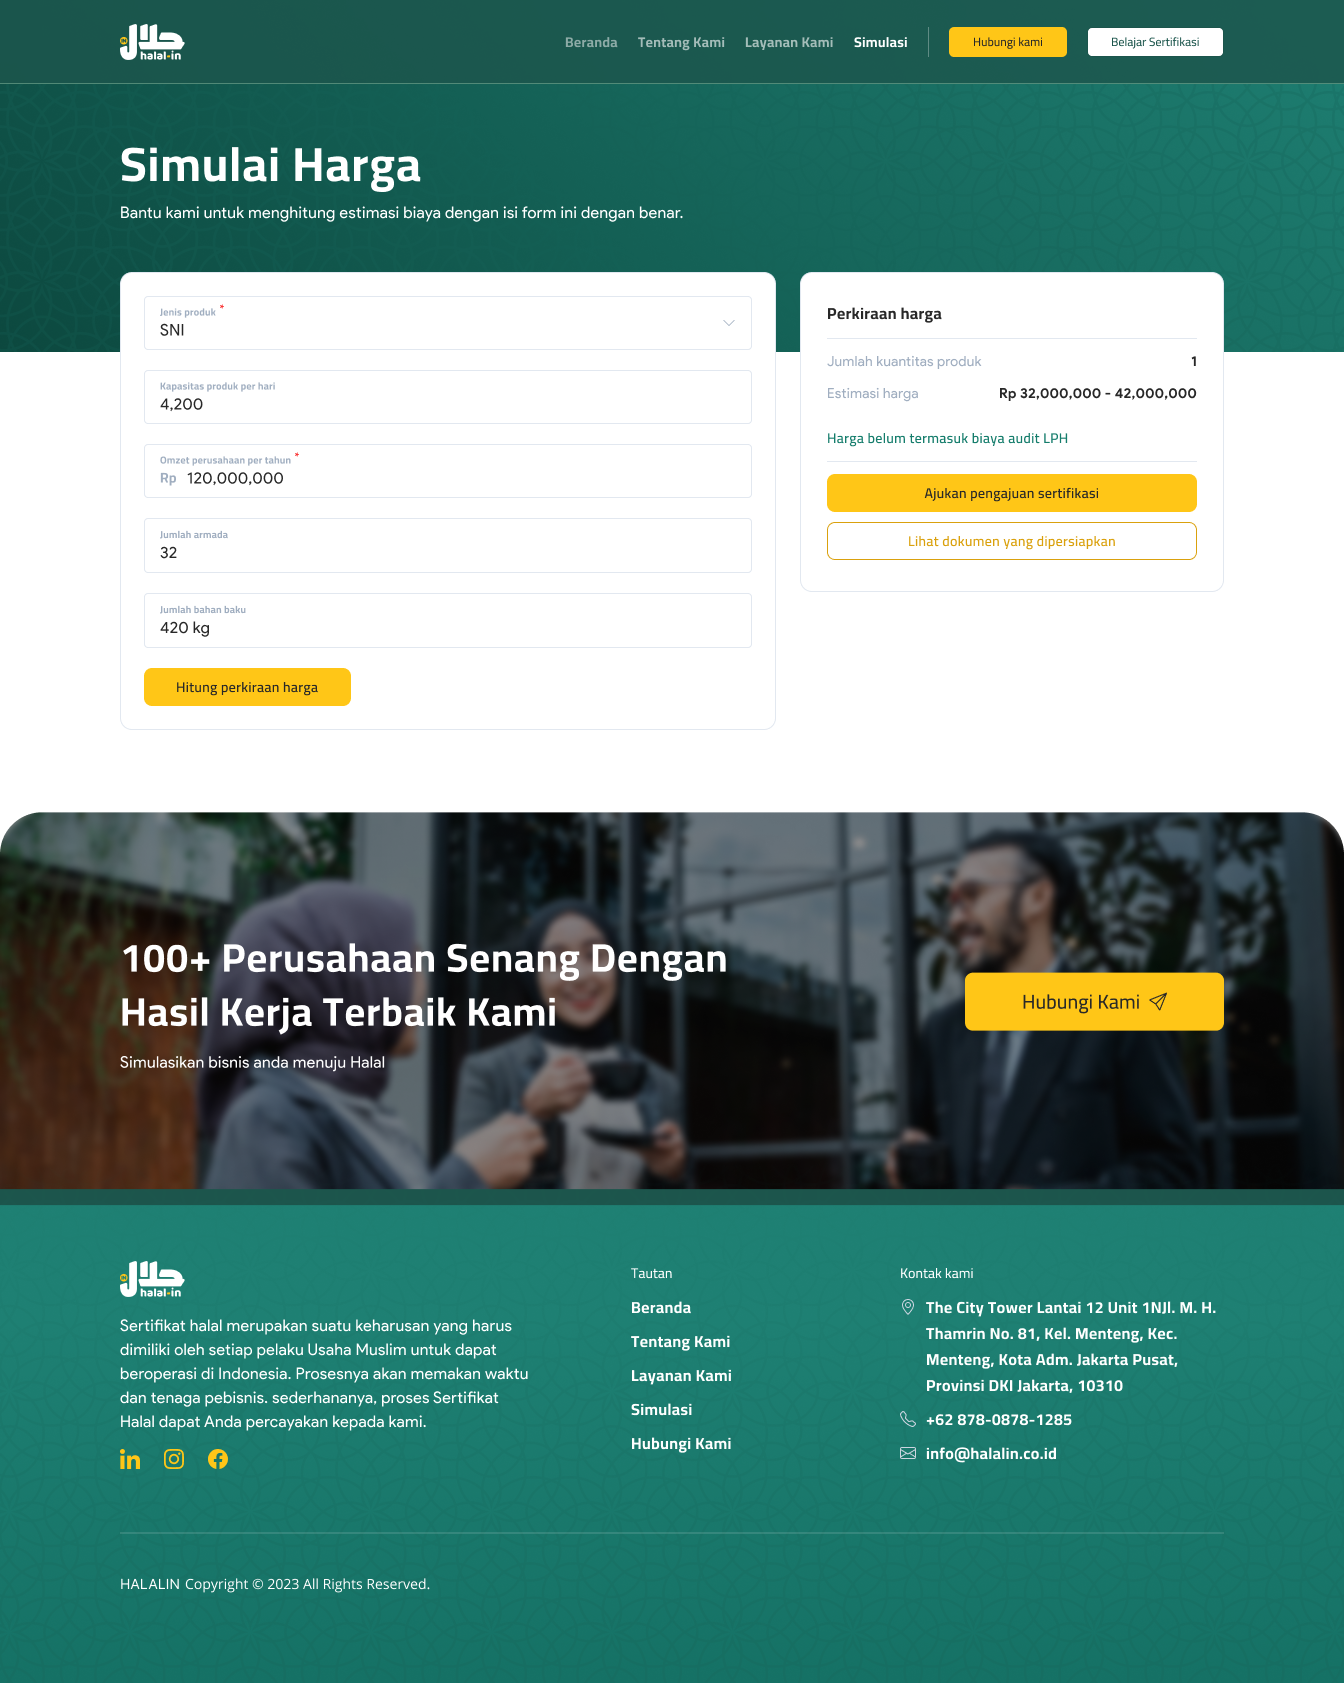 حلال
halal-in
Beranda
Tentang Kami
Layanan Kami
Simulasi
Hubungi kami
Belajar Sertifikasi
Simulai Harga
Bantu kami untuk menghitung estimasi biaya dengan isi form ini dengan benar.
Jenis produk *
SNI
Kapasitas produk per hari
4,200
Omzet perusahaan per tahun *
Rp 120,000,000
Jumlah armada
32
Jumlah bahan baku
420 kg
Hitung perkiraan harga
Perkiraan harga
Jumlah kuantitas produk 1
Estimasi harga Rp 32,000,000 - 42,000,000
Harga belum termasuk biaya audit LPH
Ajukan pengajuan sertifikasi
Lihat dokumen yang dipersiapkan
100+ Perusahaan Senang Dengan
Hasil Kerja Terbaik Kami
Simulasikan bisnis anda menuju Halal
Hubungi Kami
حلال
halal-in
Sertifikat halal merupakan suatu keharusan yang harus
dimiliki oleh setiap pelaku Usaha Muslim untuk dapat
beroperasi di Indonesia. Prosesnya akan memakan waktu
dan tenaga pebisnis. sederhananya, proses Sertifikat
Halal dapat Anda percayakan kepada kami.
Tautan
Beranda
Tentang Kami
Layanan Kami
Simulasi
Hubungi Kami
Kontak kami
The City Tower Lantai 12 Unit 1NJl. M. H.
Thamrin No. 81, Kel. Menteng, Kec.
Menteng, Kota Adm. Jakarta Pusat,
Provinsi DKI Jakarta, 10310
+62 878-0878-1285
info@halalin.co.id
HALALIN Copyright © 2023 All Rights Reserved.